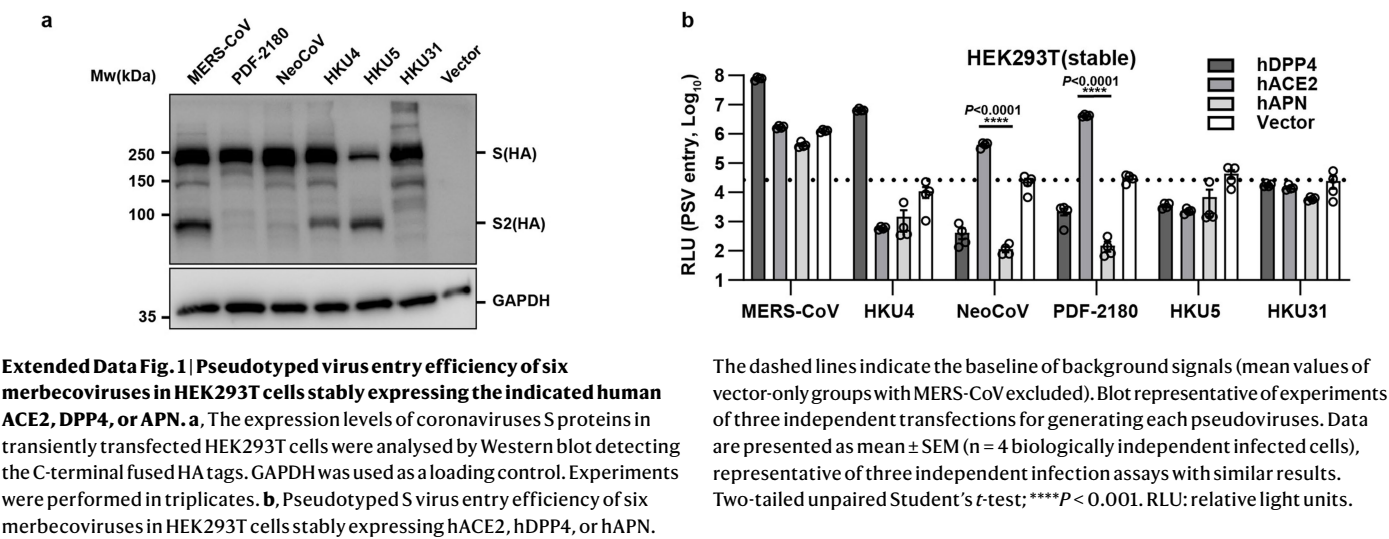 a
MERS-CoV
PDF-2180
NeoCoV
HKU4
HKU5
HKU31
Vector
Mw(kDa)
250
150
100
35
S(HA)
S2(HA)
GAPDH
b
HEK293T(stable)
hDPP4
hACE2
hAPN
Vector
P<0.0001
****
P<0.0001
****
RLU (PSV entry, Log10)
8
7
6
5
4
3
2
1
MERS-CoV HKU4 NeoCoV PDF-2180 HKU5 HKU31
Extended Data Fig. 1 | Pseudotyped virus entry efficiency of six
merbecoviruses in HEK293T cells stably expressing the indicated human
ACE2, DPP4, or APN. a, The expression levels of coronaviruses S proteins in
transiently transfected HEK293T cells were analysed by Western blot detecting
the C-terminal fused HA tags. GAPDH was used as a loading control. Experiments
were performed in triplicates. b, Pseudotyped S virus entry efficiency of six
merbecoviruses in HEK293T cells stably expressing hACE2, hDPP4, or hAPN.
The dashed lines indicate the baseline of background signals (mean values of
vector-only groups with MERS-CoV excluded). Blot representative of experiments
of three independent transfections for generating each pseudoviruses. Data
are presented as mean ± SEM (n = 4 biologically independent infected cells),
representative of three independent infection assays with similar results.
Two-tailed unpaired Student's t-test; ****P < 0.001. RLU: relative light units.